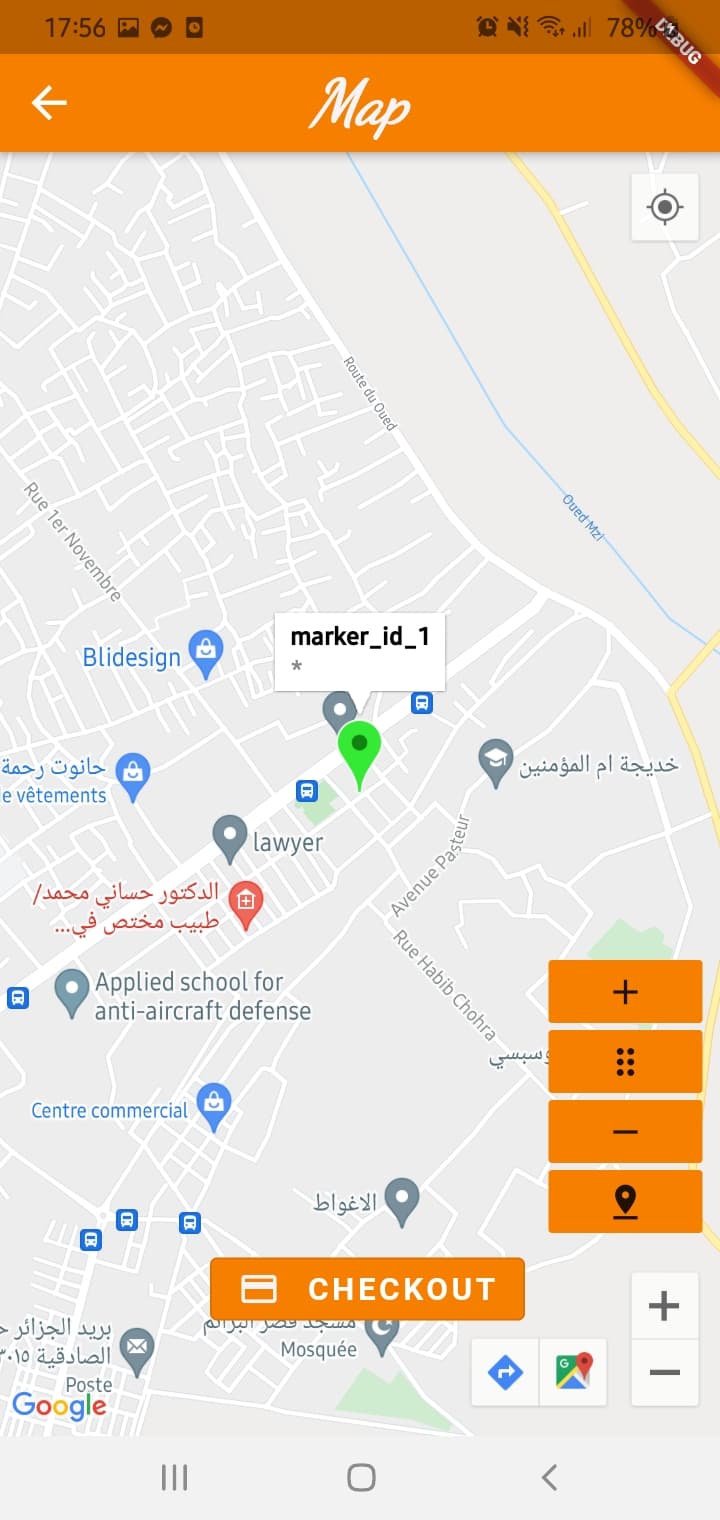 17:56
78%
DEBUG
Map
Route du Oued
Rue 1er Novembre
Oued Mzi
marker_id_1
*
Blidesign
حانوت رحمة
le vêtements
خديجة ام المؤمنين
lawyer
Avenue Pasteur
الدكتور حساني محمد/
طبيب مختص في...
Rue Habib Chohra
Applied school for
anti-aircraft defense
وسبسي
Centre commercial
الاغواط
CHECKOUT
بريد الجزائر
الصادقية
Poste
مسجد قصر البزائم
Mosquée
Google